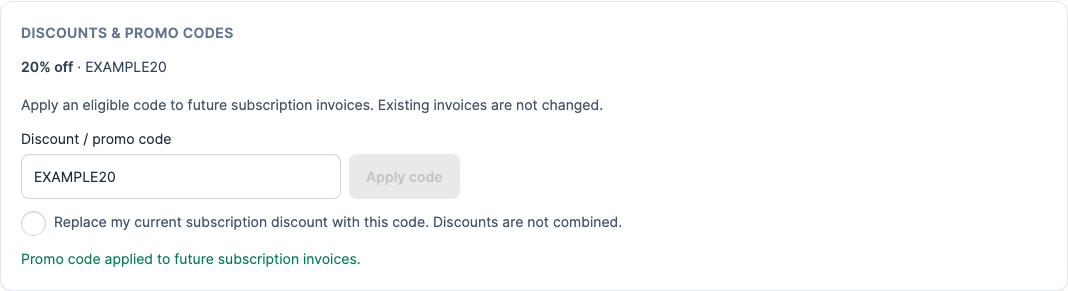 DISCOUNTS & PROMO CODES
20% off · EXAMPLE20
Apply an eligible code to future subscription invoices. Existing invoices are not changed.
Discount / promo code
EXAMPLE20
Apply code
Replace my current subscription discount with this code. Discounts are not combined.
Promo code applied to future subscription invoices.